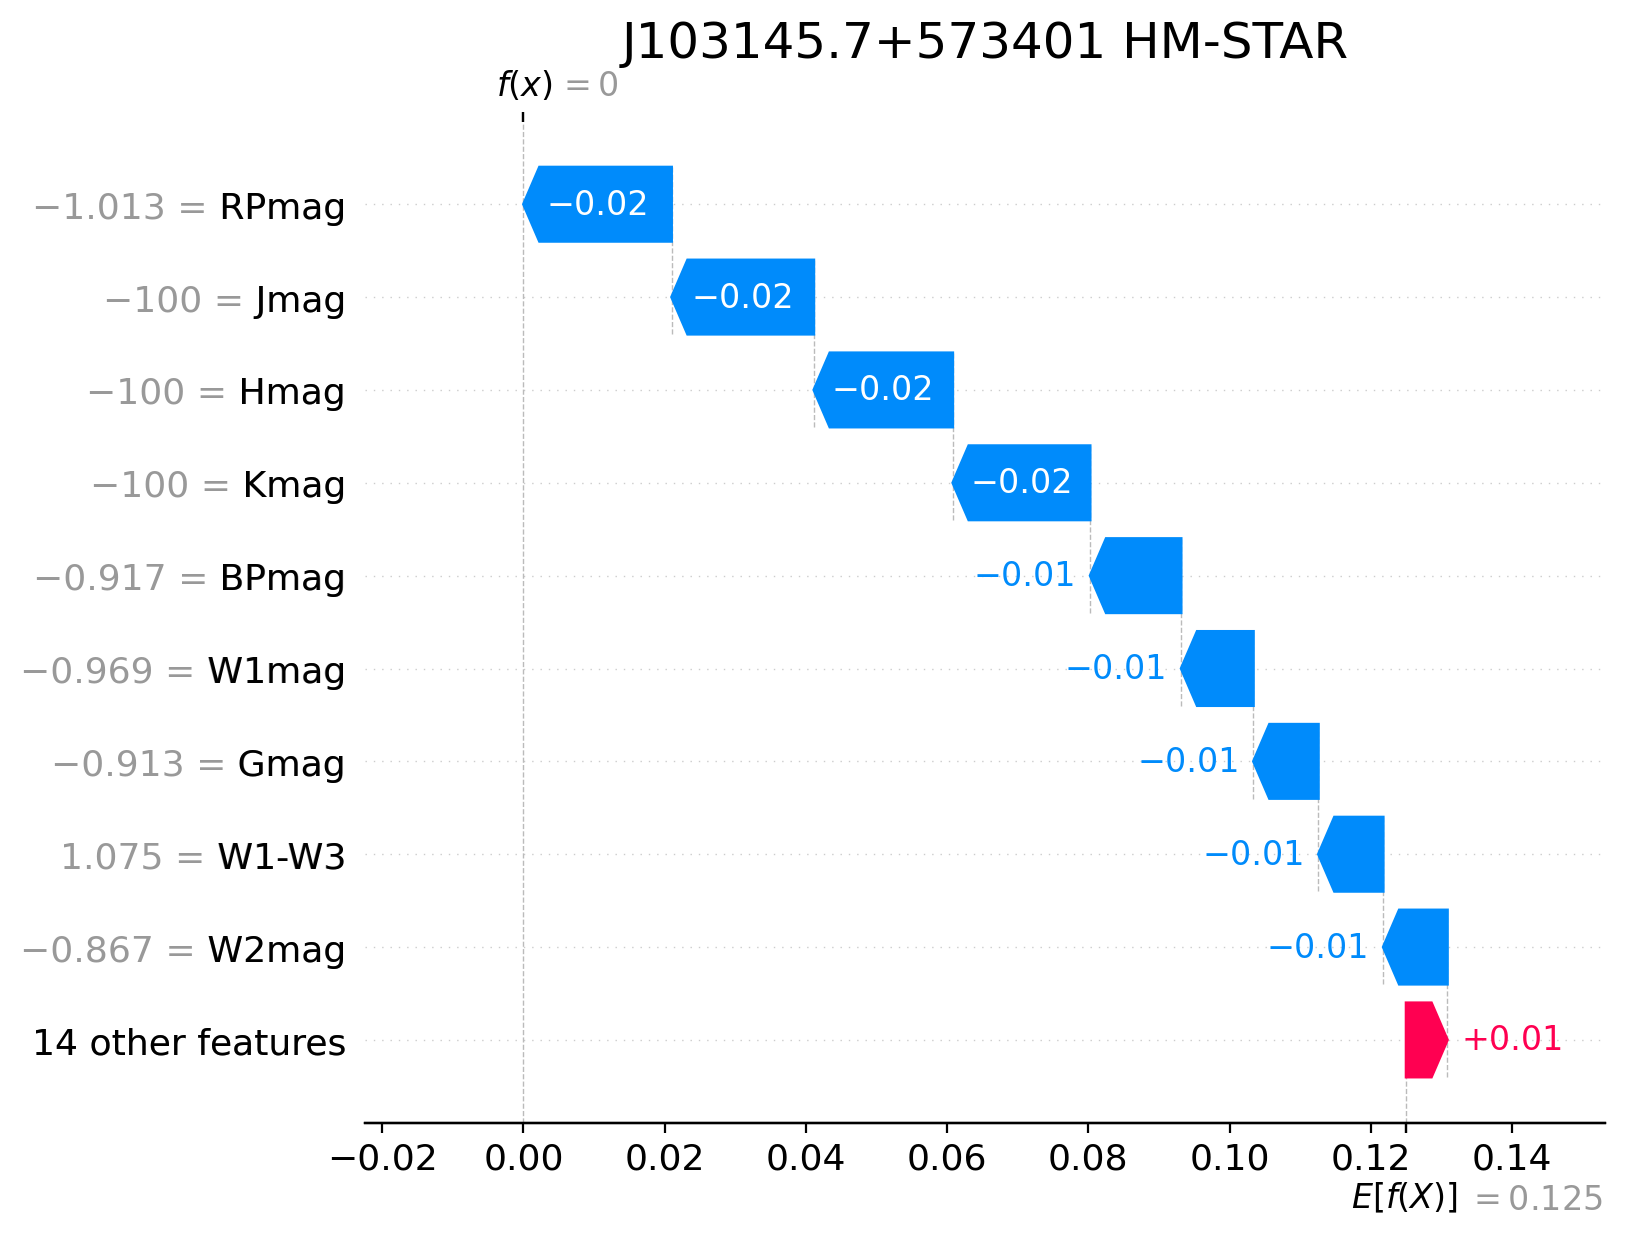 J103145.7+573401 HM-STAR
f(x) = 0
−1.013 = RPmag −0.02
−100 = Jmag −0.02
−100 = Hmag −0.02
−100 = Kmag −0.02
−0.917 = BPmag −0.01
−0.969 = W1mag −0.01
−0.913 = Gmag −0.01
1.075 = W1-W3 −0.01
−0.867 = W2mag −0.01
14 other features +0.01
−0.02 0.00 0.02 0.04 0.06 0.08 0.10 0.12 0.14
E[f(X)] = 0.125